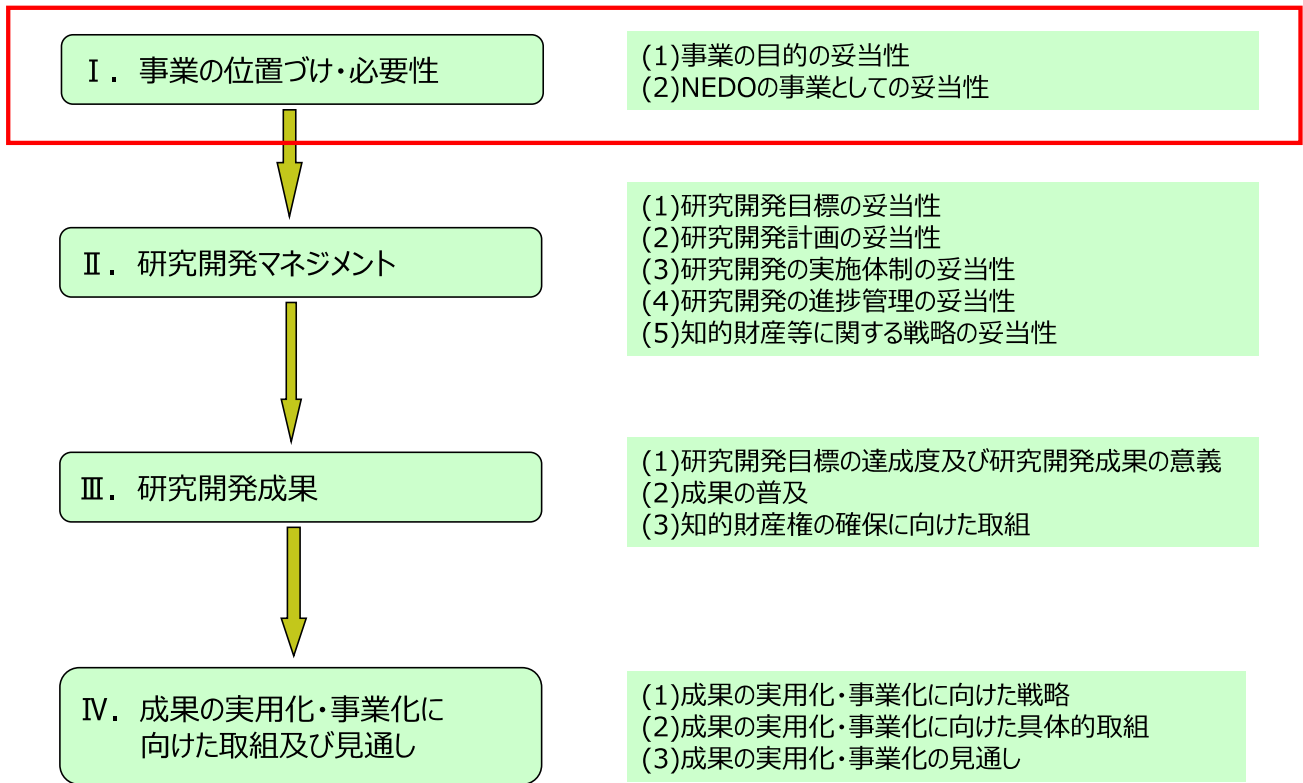 Ⅰ．事業の位置づけ・必要性
(1)事業の目的の妥当性
(2)NEDOの事業としての妥当性
Ⅱ．研究開発マネジメント
(1)研究開発目標の妥当性
(2)研究開発計画の妥当性
(3)研究開発の実施体制の妥当性
(4)研究開発の進捗管理の妥当性
(5)知的財産等に関する戦略の妥当性
Ⅲ．研究開発成果
(1)研究開発目標の達成度及び研究開発成果の意義
(2)成果の普及
(3)知的財産権の確保に向けた取組
Ⅳ．成果の実用化・事業化に
向けた取組及び見通し
(1)成果の実用化・事業化に向けた戦略
(2)成果の実用化・事業化に向けた具体的取組
(3)成果の実用化・事業化の見通し